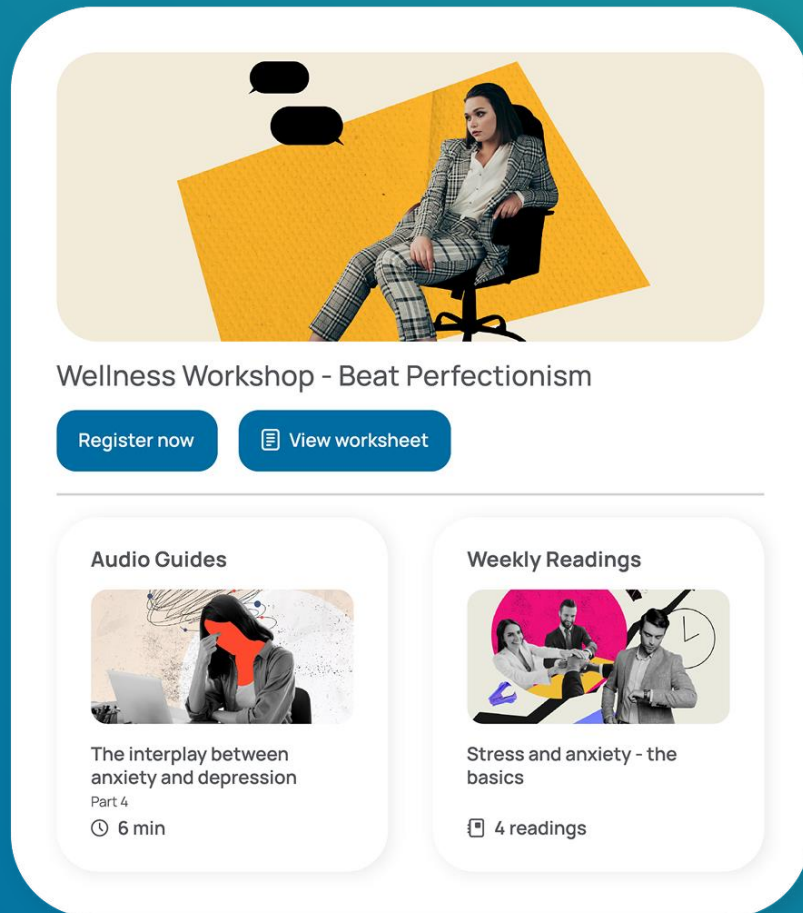 Wellness Workshop - Beat Perfectionism
Register now
View worksheet
Audio Guides
The interplay between
anxiety and depression
Part 4
6 min
Weekly Readings
Stress and anxiety - the
basics
4 readings